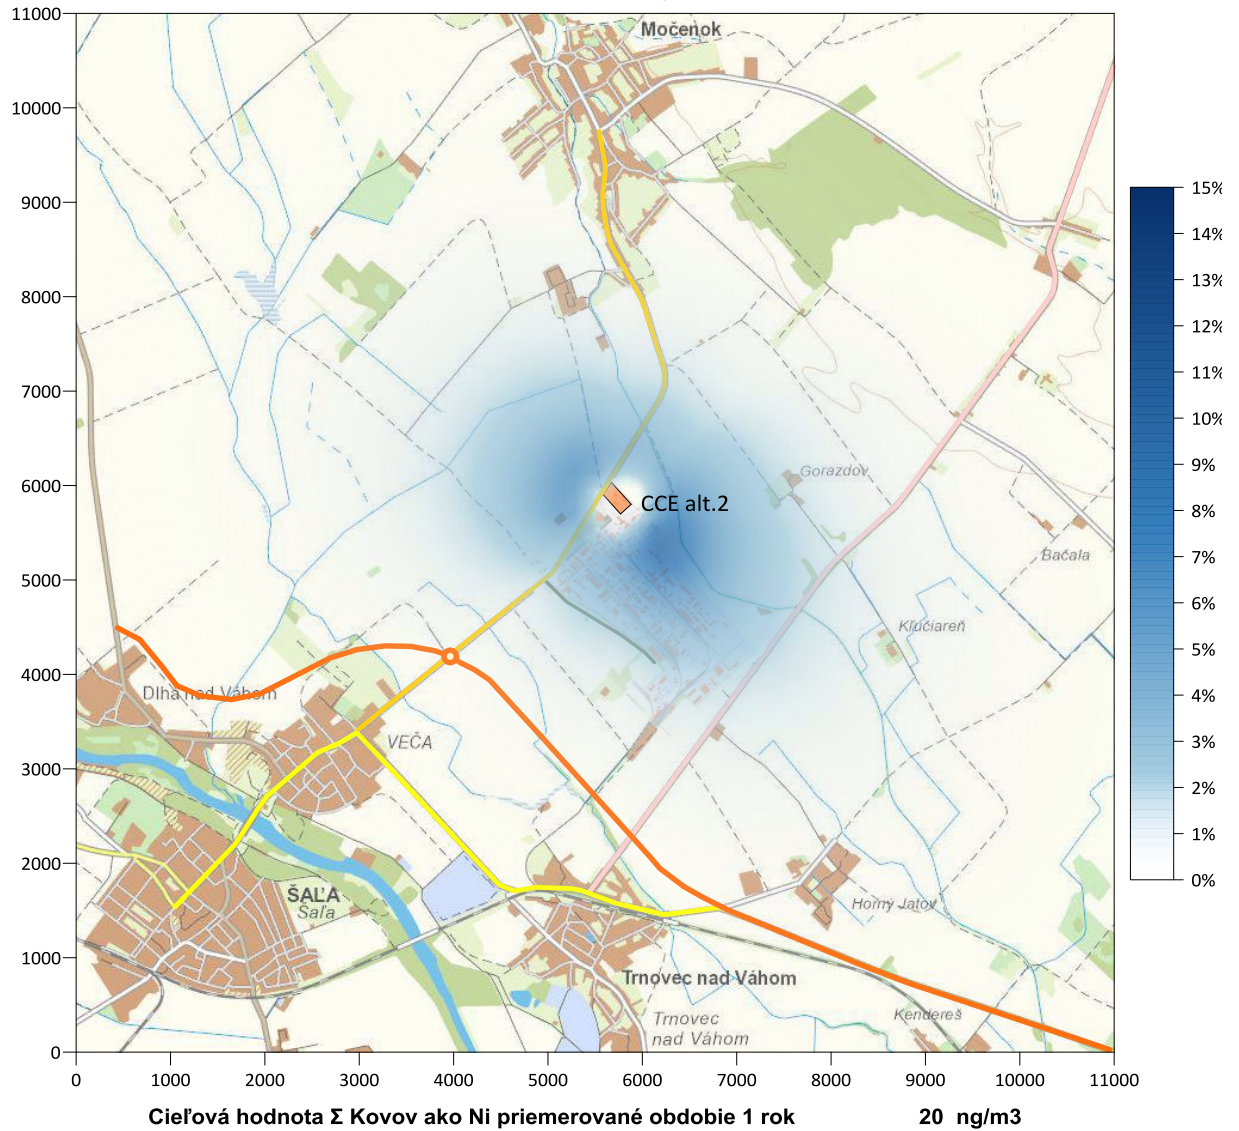 11000
10000
9000
8000
7000
6000
5000
4000
3000
2000
1000
0
Močenok
Gorazdov
CCE alt.2
Bačala
Kľúčiareň
Dlhá nad Váhom
VEČA
ŠAĽA
Šaľa
Horný Jatov
Trnovec nad Váhom
Kendereš
Trnovec
nad Váhom
15%
14%
13%
12%
11%
10%
9%
8%
7%
6%
5%
4%
3%
2%
1%
0%
0 1000 2000 3000 4000 5000 6000 7000 8000 9000 10000 11000
Cieľová hodnota Σ Kovov ako Ni priemerované obdobie 1 rok 20 ng/m3